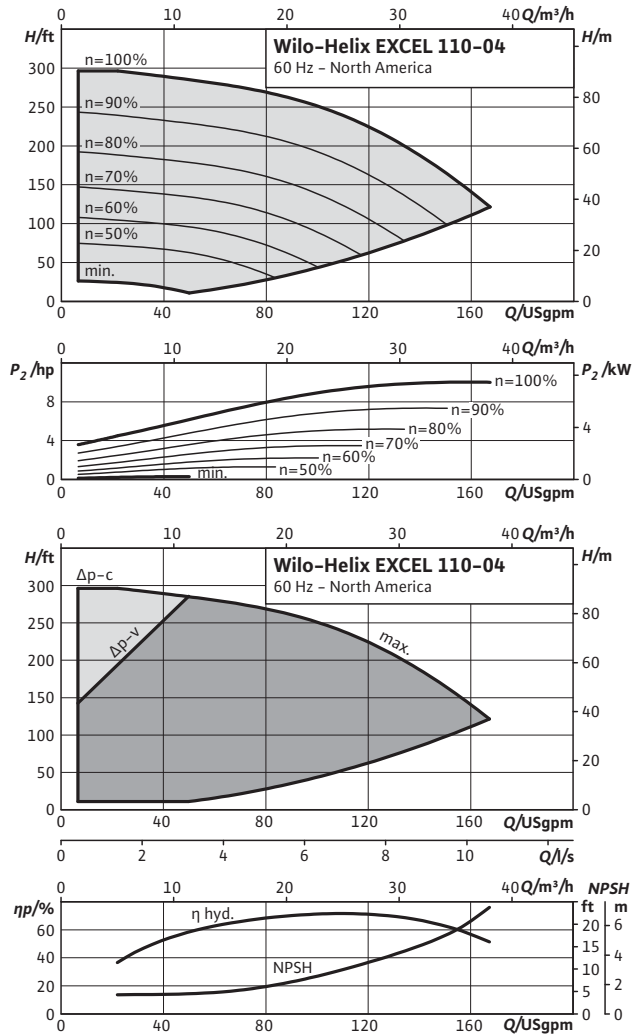 0 10 20 30 40 Q/m³/h
H/ft H/m
Wilo-Helix EXCEL 110-04
60 Hz - North America
n=100%
300
n=90%
250
80
n=80%
200
60
n=70%
150
40
n=60%
100
n=50%
20
50
min.
0 0
0 40 80 120 160 Q/USgpm
0 10 20 30 40 Q/m³/h
P2 /hp P2 /kW
n=100%
8
n=90%
n=80%
4
n=70%
4
n=60%
n=50%
min.
0 0
0 40 80 120 160 Q/USgpm
0 10 20 30 40 Q/m³/h
H/ft H/m
Wilo-Helix EXCEL 110-04
60 Hz - North America
Δp-c
300
250
80
Δp-v
max.
200
60
150
40
100
20
50
0 0
0 40 80 120 160 Q/USgpm
0 2 4 6 8 10 Q/l/s
0 10 20 30 40 Q/m³/h
NPSH
ηp/% ft m
η hyd.
60 20 6
15 4
40 10
NPSH
20 5 2
0 0 0
0 40 80 120 160 Q/USgpm